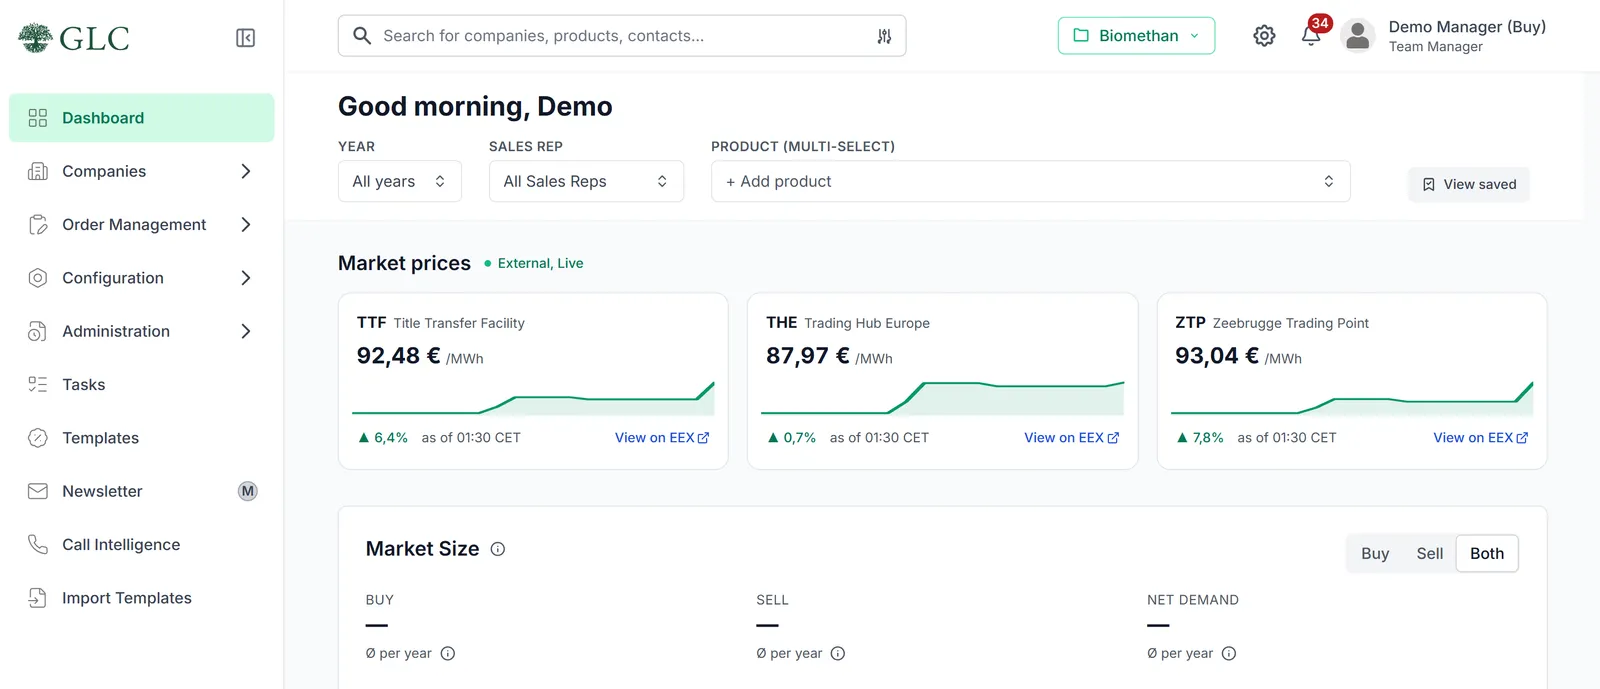 GLC
Search for companies, products, contacts...
Biomethan
34
Demo Manager (Buy)
Team Manager
Dashboard
Companies
Order Management
Configuration
Administration
Tasks
Templates
Newsletter
M
Call Intelligence
Import Templates
Good morning, Demo
YEAR
SALES REP
PRODUCT (MULTI-SELECT)
All years
All Sales Reps
+ Add product
View saved
Market prices
External, Live
TTF Title Transfer Facility
92,48 € /MWh
▲ 6,4% as of 01:30 CET
View on EEX
THE Trading Hub Europe
87,97 € /MWh
▲ 0,7% as of 01:30 CET
View on EEX
ZTP Zeebrugge Trading Point
93,04 € /MWh
▲ 7,8% as of 01:30 CET
View on EEX
Market Size
Buy
Sell
Both
BUY
—
Ø per year
SELL
—
Ø per year
NET DEMAND
—
Ø per year